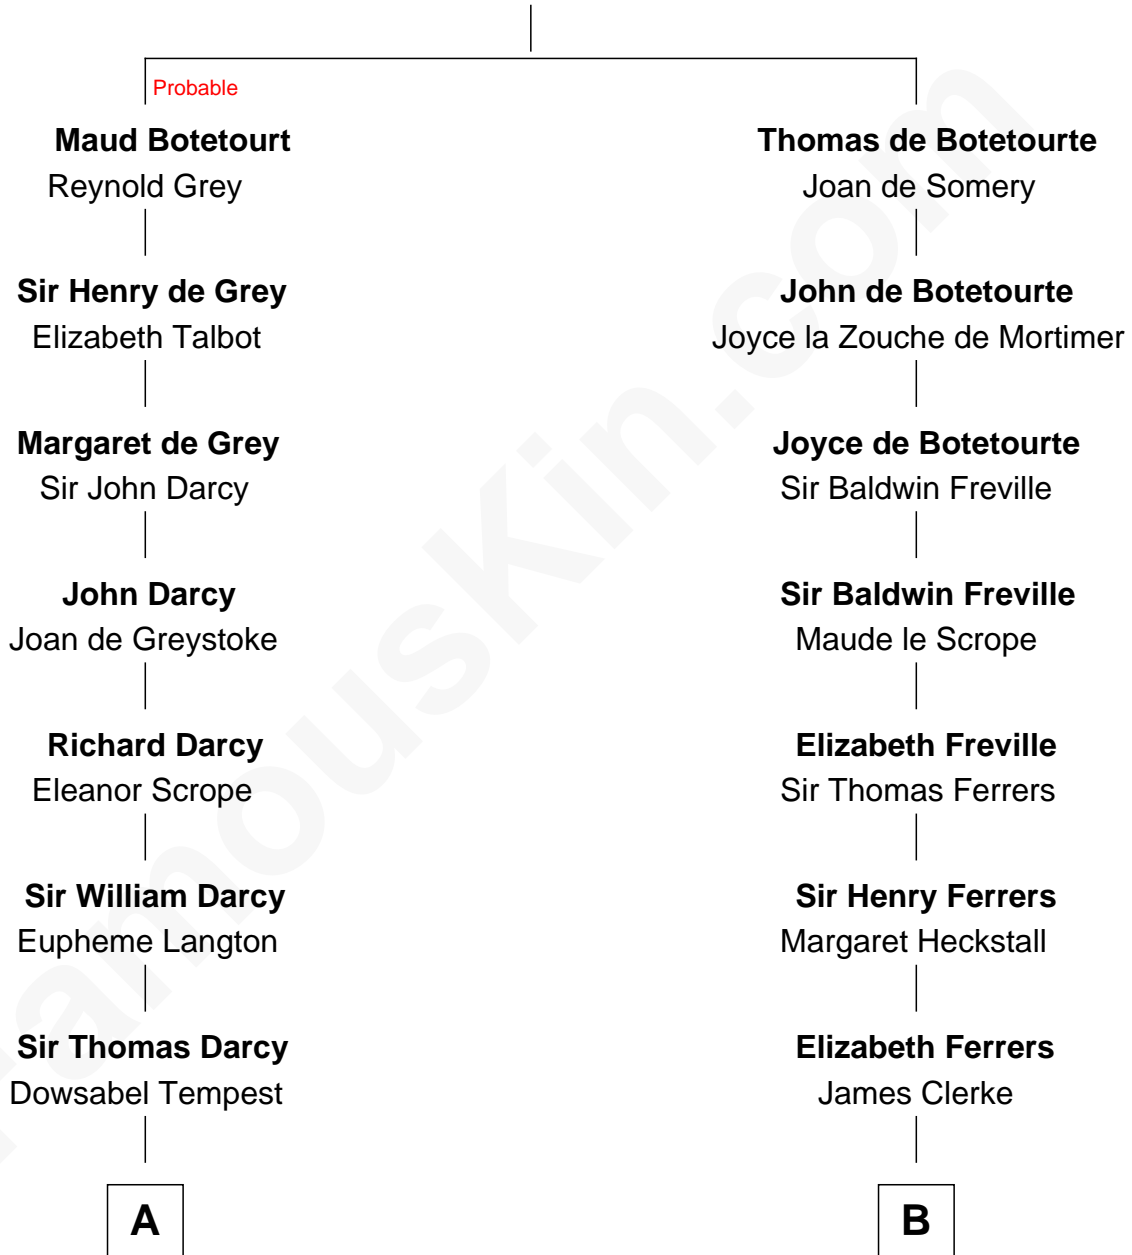 Probable
Maud Botetourt
Reynold Grey
Sir Henry de Grey
Elizabeth Talbot
Margaret de Grey
Sir John Darcy
John Darcy
Joan de Greystoke
Richard Darcy
Eleanor Scrope
Sir William Darcy
Eupheme Langton
Sir Thomas Darcy
Dowsabel Tempest
A
Thomas de Botetourte
Joan de Somery
John de Botetourte
Joyce la Zouche de Mortimer
Joyce de Botetourte
Sir Baldwin Freville
Sir Baldwin Freville
Maude le Scrope
Elizabeth Freville
Sir Thomas Ferrers
Sir Henry Ferrers
Margaret Heckstall
Elizabeth Ferrers
James Clerke
B
FamousKin.com